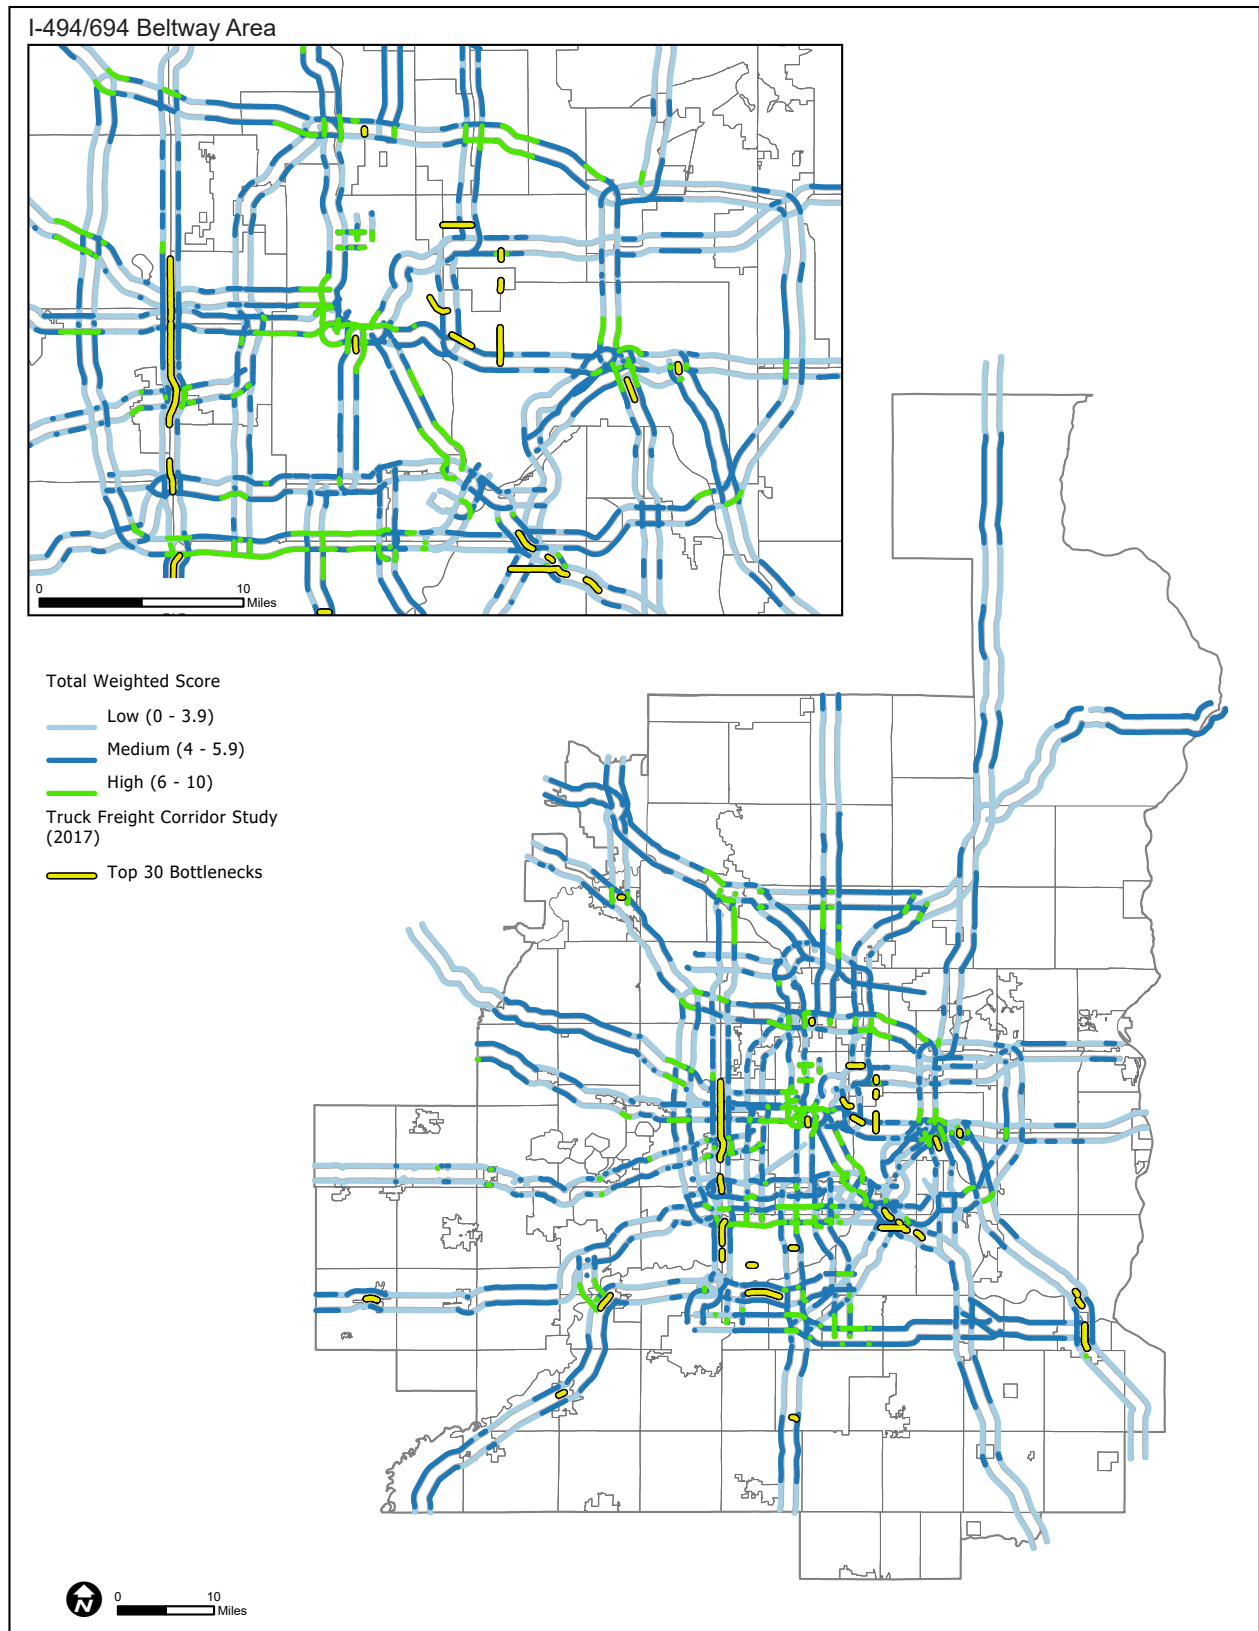 I-494/694 Beltway Area
0 10
Miles
Total Weighted Score
Low (0 - 3.9)
Medium (4 - 5.9)
High (6 - 10)
Truck Freight Corridor Study
(2017)
Top 30 Bottlenecks
N
0 10
Miles